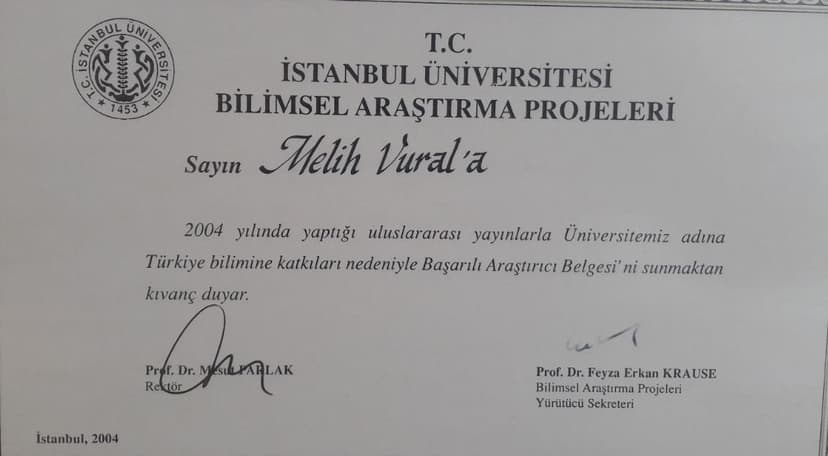 T.C. İSTANBUL ÜNİVERSİTESİ
1453
T.C.
İSTANBUL ÜNİVERSİTESİ
BİLİMSEL ARAŞTIRMA PROJELERİ
Sayın Melih Vural'a
2004 yılında yaptığı uluslararası yayınlarla Üniversitemiz adına
Türkiye bilimine katkıları nedeniyle Başarılı Araştırıcı Belgesi'ni sunmaktan
kıvanç duyar.
Prof. Dr. Mesut PARLAK
Rektör
Prof. Dr. Feyza Erkan KRAUSE
Bilimsel Araştırma Projeleri
Yürütücü Sekreteri
İstanbul, 2004